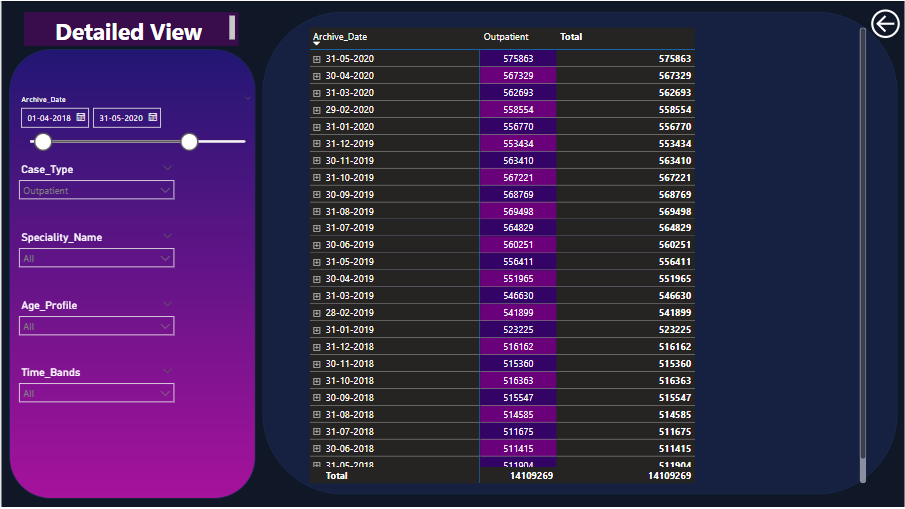 Detailed View
Archive_Date
01-04-2018 31-05-2020
Case_Type
Outpatient
Speciality_Name
All
Age_Profile
All
Time_Bands
All
Archive_Date Outpatient Total
31-05-2020 575863 575863
30-04-2020 567329 567329
31-03-2020 562693 562693
29-02-2020 558554 558554
31-01-2020 556770 556770
31-12-2019 553434 553434
30-11-2019 563410 563410
31-10-2019 567221 567221
30-09-2019 568769 568769
31-08-2019 569498 569498
31-07-2019 564829 564829
30-06-2019 560251 560251
31-05-2019 556411 556411
30-04-2019 551965 551965
31-03-2019 546630 546630
28-02-2019 541899 541899
31-01-2019 523225 523225
31-12-2018 516162 516162
30-11-2018 515360 515360
31-10-2018 516363 516363
30-09-2018 515547 515547
31-08-2018 514585 514585
31-07-2018 511675 511675
30-06-2018 511415 511415
31-05-2018 511904 511904
Total 14109269 14109269